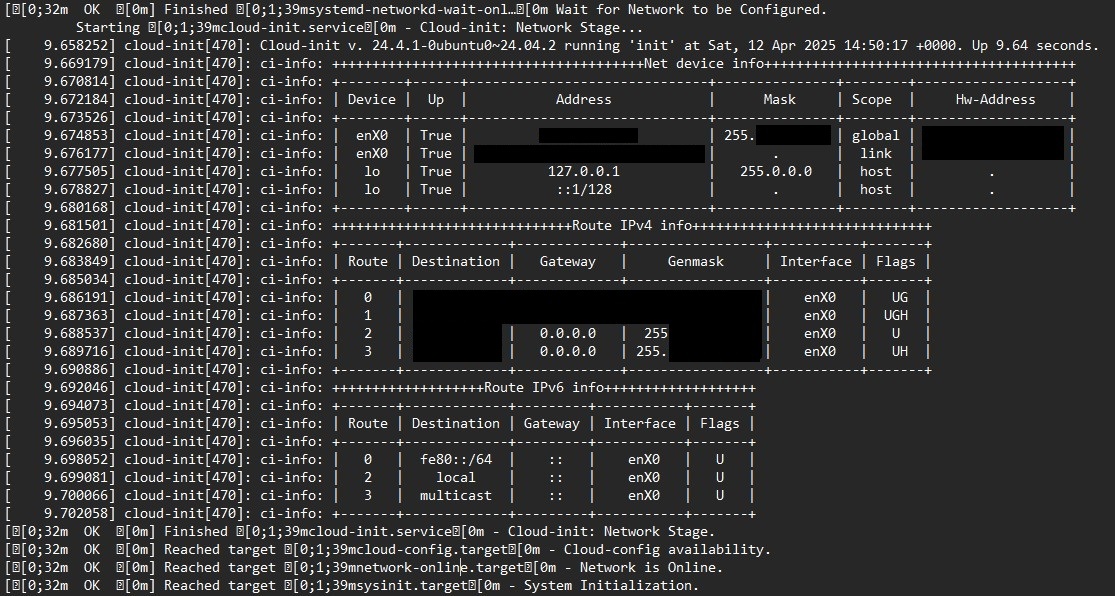 [�[0;32m  OK  �[0m] Finished �[0;1;39msystemd-networkd-wait-onl…�[0m Wait for Network to be Configured.
         Starting �[0;1;39mcloud-init.service�[0m - Cloud-init: Network Stage...
[    9.658252] cloud-init[470]: Cloud-init v. 24.4.1-0ubuntu0~24.04.2 running 'init' at Sat, 12 Apr 2025 14:50:17 +0000. Up 9.64 seconds.
[    9.669179] cloud-init[470]: ci-info: +++++++++++++++++++++++++++++++++++++++Net device info+++++++++++++++++++++++++++++++++++++++
[    9.670814] cloud-init[470]: ci-info: +--------+------+------------------------------+---------------+--------+-------------------+
[    9.672184] cloud-init[470]: ci-info: | Device |  Up  |           Address            |      Mask     | Scope  |     Hw-Address    |
[    9.673526] cloud-init[470]: ci-info: +--------+------+------------------------------+---------------+--------+-------------------+
[    9.674853] cloud-init[470]: ci-info: |  enX0  | True |                              | 255.          | global |                   |
[    9.676177] cloud-init[470]: ci-info: |  enX0  | True |                              |       .       |  link  |                   |
[    9.677505] cloud-init[470]: ci-info: |   lo   | True |          127.0.0.1           |   255.0.0.0   |  host  |         .         |
[    9.678827] cloud-init[470]: ci-info: |   lo   | True |           ::1/128            |       .       |  host  |         .         |
[    9.680168] cloud-init[470]: ci-info: +--------+------+------------------------------+---------------+--------+-------------------+
[    9.681501] cloud-init[470]: ci-info: ++++++++++++++++++++++++++++++Route IPv4 info++++++++++++++++++++++++++++++
[    9.682680] cloud-init[470]: ci-info: +-------+-------------+-------------+-----------------+-----------+-------+
[    9.683849] cloud-init[470]: ci-info: | Route | Destination |   Gateway   |     Genmask     | Interface | Flags |
[    9.685034] cloud-init[470]: ci-info: +-------+-------------+-------------+-----------------+-----------+-------+
[    9.686191] cloud-init[470]: ci-info: |   0   |                                           |    enX0   |   UG  |
[    9.687363] cloud-init[470]: ci-info: |   1   |                                           |    enX0   |  UGH  |
[    9.688537] cloud-init[470]: ci-info: |   2   |             |   0.0.0.0   |  255            |    enX0   |   U   |
[    9.689716] cloud-init[470]: ci-info: |   3   |             |   0.0.0.0   | 255.            |    enX0   |   UH  |
[    9.690886] cloud-init[470]: ci-info: +-------+-------------+-------------+-----------------+-----------+-------+
[    9.692046] cloud-init[470]: ci-info: +++++++++++++++++++Route IPv6 info+++++++++++++++++++
[    9.694073] cloud-init[470]: ci-info: +-------+-------------+---------+-----------+-------+
[    9.695053] cloud-init[470]: ci-info: | Route | Destination | Gateway | Interface | Flags |
[    9.696035] cloud-init[470]: ci-info: +-------+-------------+---------+-----------+-------+
[    9.698052] cloud-init[470]: ci-info: |   0   |  fe80::/64  |    ::   |    enX0   |   U   |
[    9.699081] cloud-init[470]: ci-info: |   2   |    local    |    ::   |    enX0   |   U   |
[    9.700066] cloud-init[470]: ci-info: |   3   |  multicast  |    ::   |    enX0   |   U   |
[    9.702058] cloud-init[470]: ci-info: +-------+-------------+---------+-----------+-------+
[�[0;32m  OK  �[0m] Finished �[0;1;39mcloud-init.service�[0m - Cloud-init: Network Stage.
[�[0;32m  OK  �[0m] Reached target �[0;1;39mcloud-config.target�[0m - Cloud-config availability.
[�[0;32m  OK  �[0m] Reached target �[0;1;39mnetwork-online.target�[0m - Network is Online.
[�[0;32m  OK  �[0m] Reached target �[0;1;39msysinit.target�[0m - System Initialization.